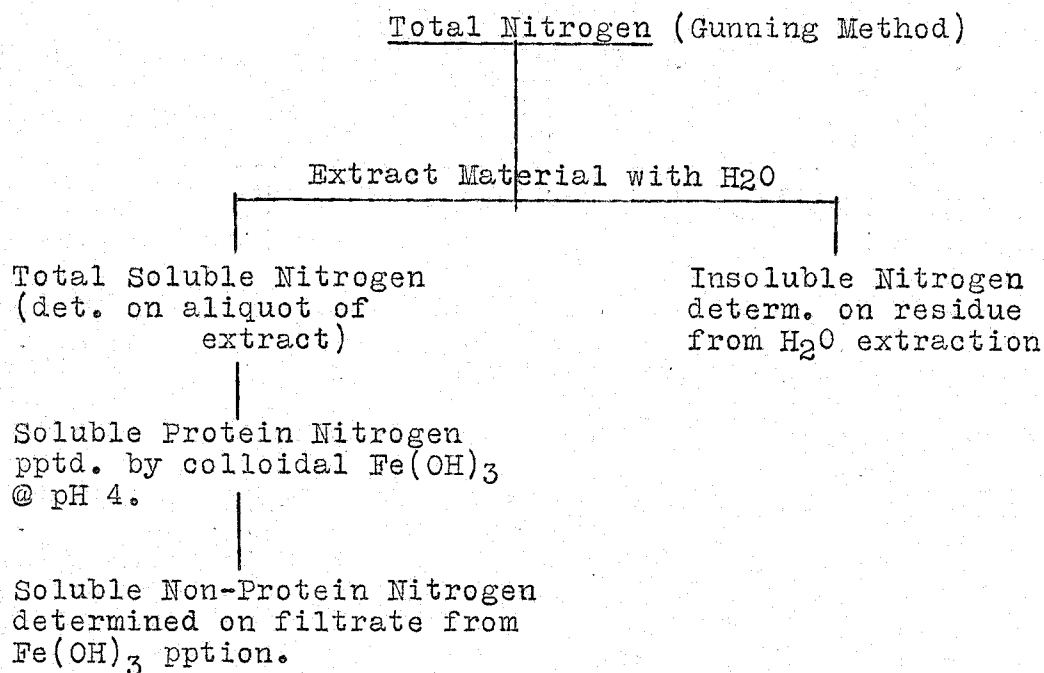 Total Nitrogen (Gunning Method)
Extract Material with H2O
Total Soluble Nitrogen
(det. on aliquot of
extract)
Insoluble Nitrogen
determ. on residue
from H2O extraction
Soluble Protein Nitrogen
pptd. by colloidal Fe(OH)3
@ pH 4.
Soluble Non-Protein Nitrogen
determined on filtrate from
Fe(OH)3 pption.